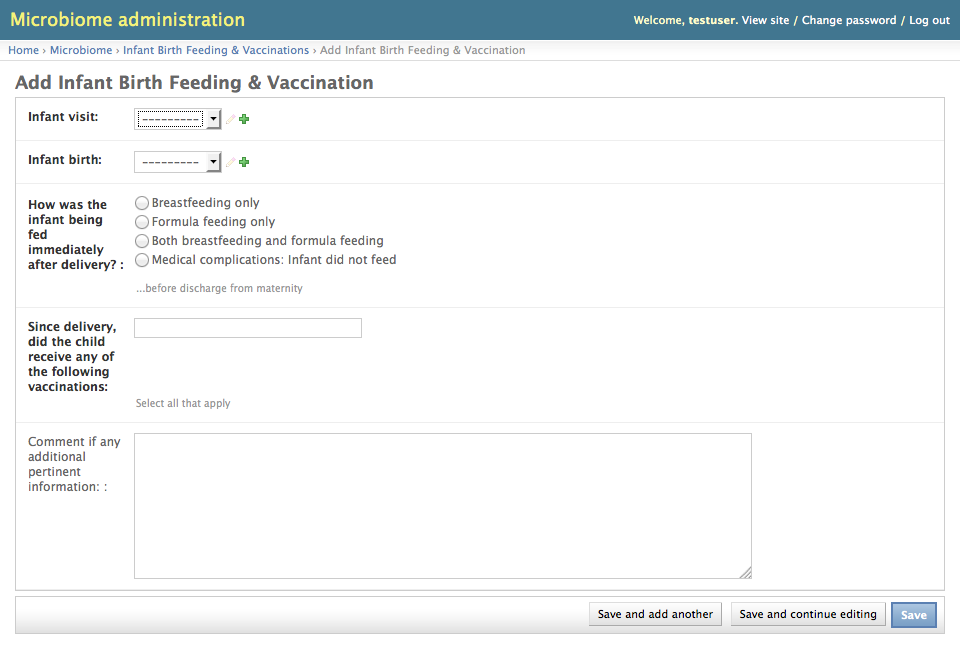 Microbiome administration
Welcome, testuser. View site / Change password / Log out
Home › Microbiome › Infant Birth Feeding & Vaccinations › Add Infant Birth Feeding & Vaccination
Add Infant Birth Feeding & Vaccination
Infant visit:
---------
Infant birth:
---------
How was the
infant being
fed
immediately
after delivery? :
Breastfeeding only
Formula feeding only
Both breastfeeding and formula feeding
Medical complications: Infant did not feed
...before discharge from maternity
Since delivery,
did the child
receive any of
the following
vaccinations:
Select all that apply
Comment if any
additional
pertinent
information: :
Save and add another
Save and continue editing
Save